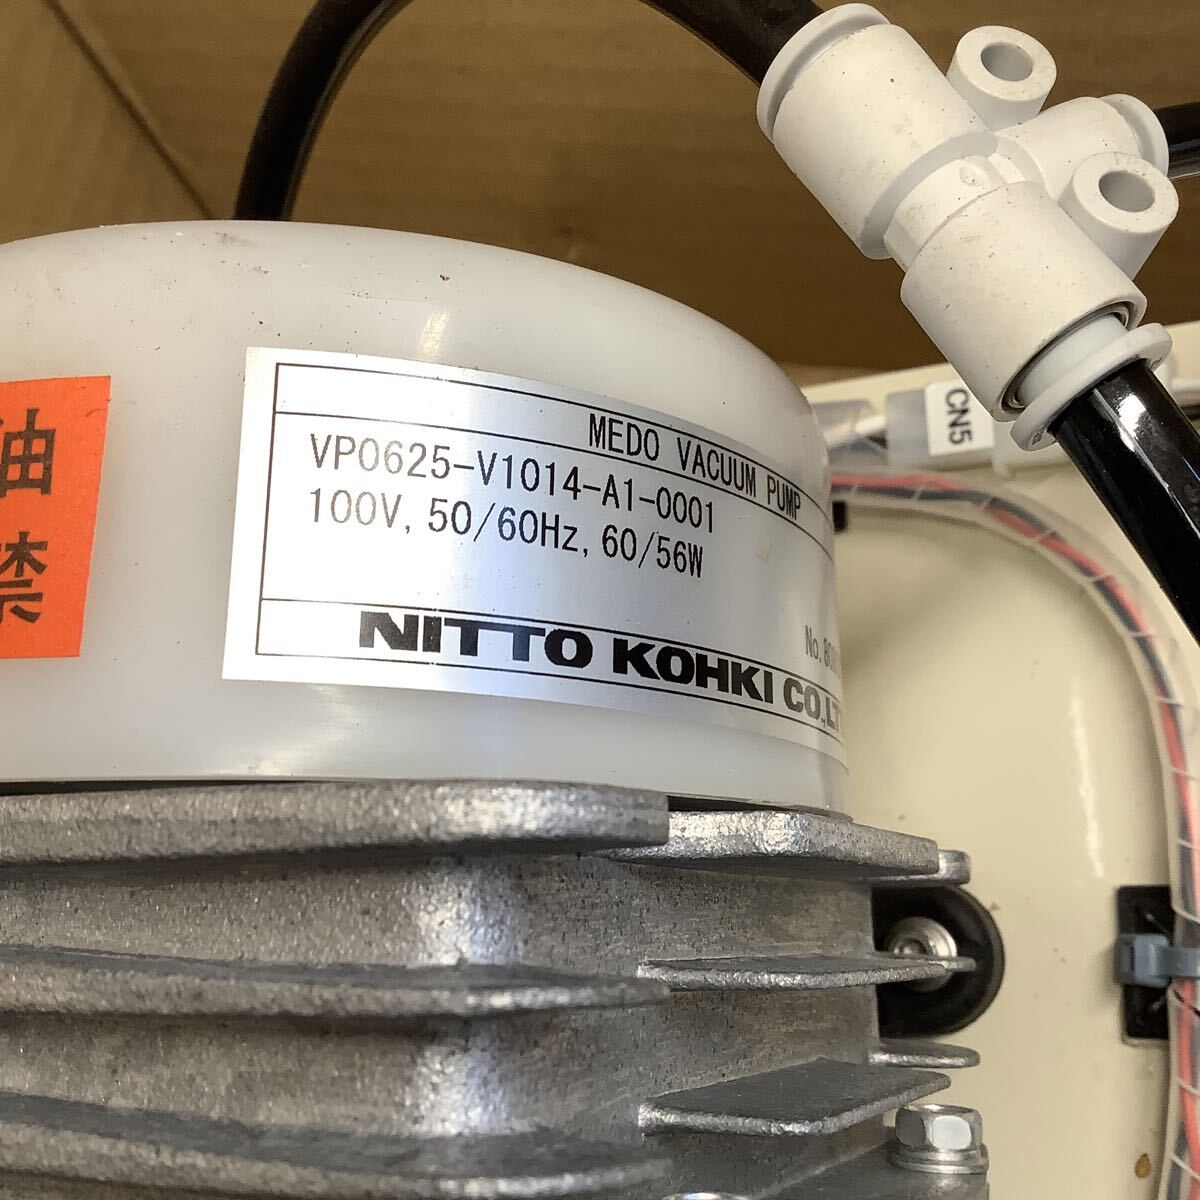 油
禁
MEDO VACUUM PUMP
VP0625-V1014-A1-0001
100V, 50/60Hz, 60/56W
No.
NITTO KOHKI CO.,LT
CN5